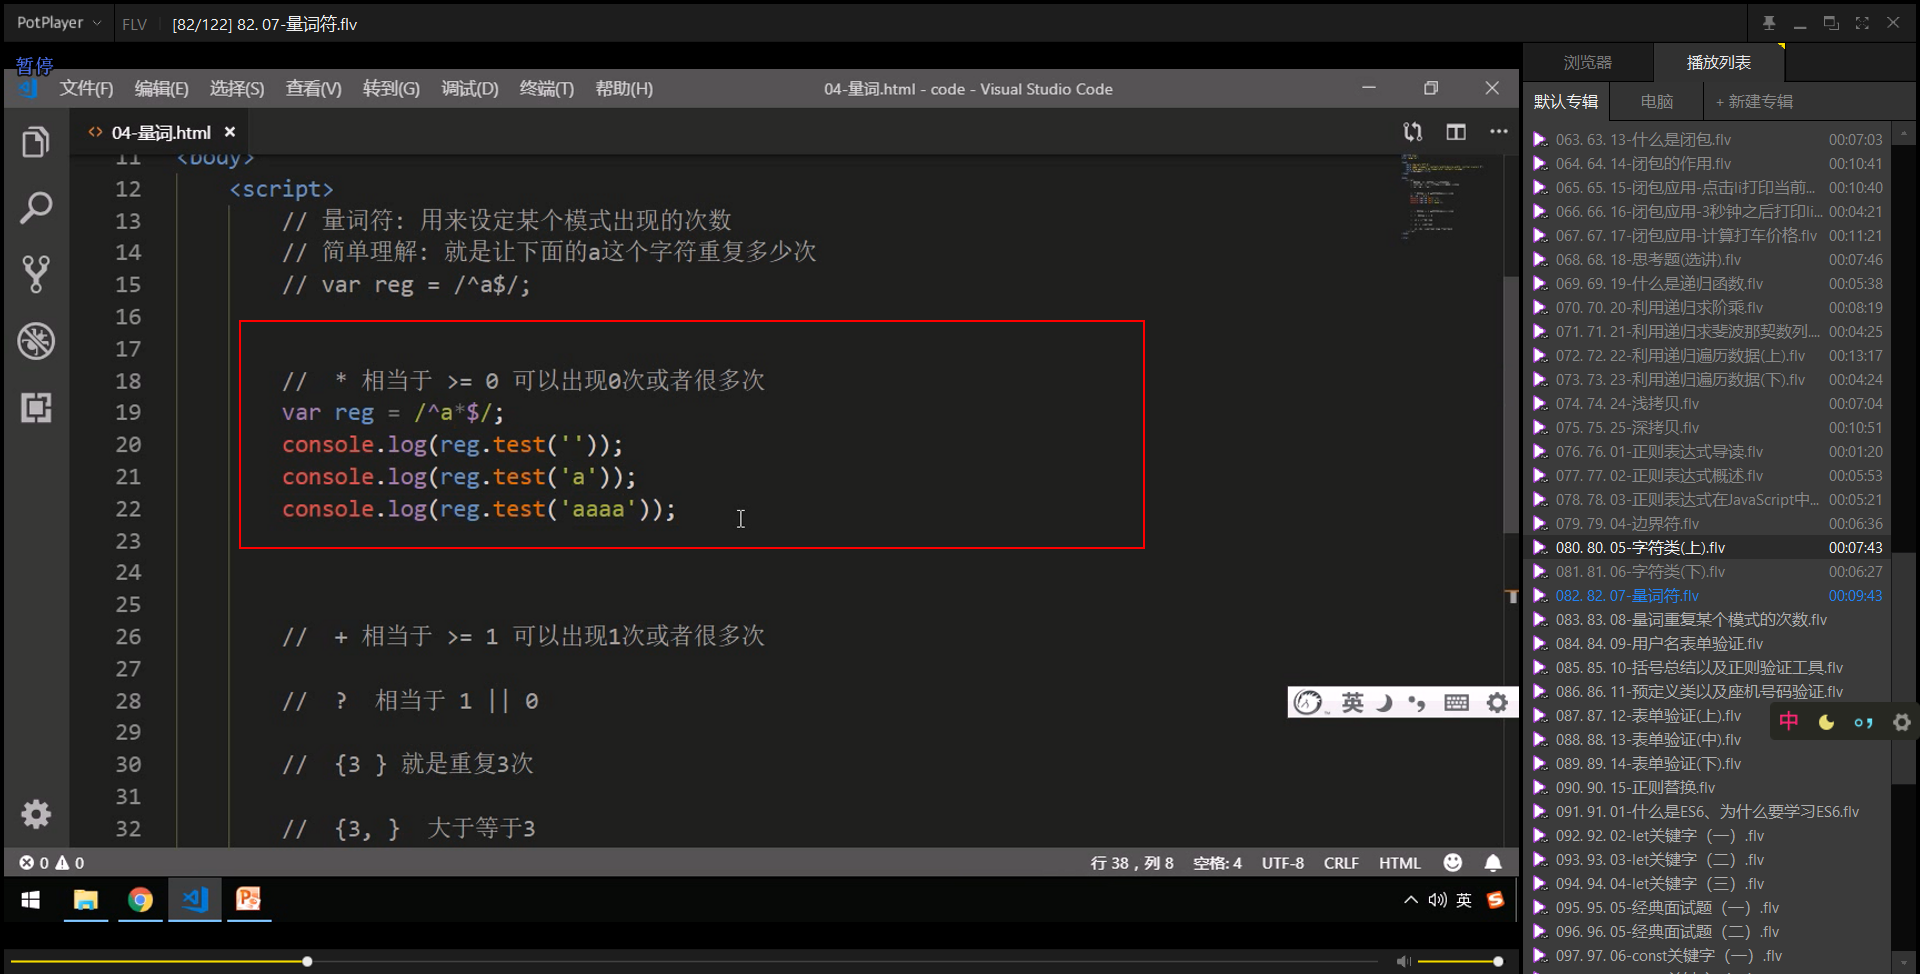 PotPlayer
FLV
[82/122] 82. 07-量词符.flv
暂停
文件(F) 编辑(E) 选择(S) 查看(V) 转到(G) 调试(D) 终端(T) 帮助(H)
04-量词.html - code - Visual Studio Code
<> 04-量词.html ×
11 <body>
12 <script>
13 // 量词符: 用来设定某个模式出现的次数
14 // 简单理解: 就是让下面的a这个字符重复多少次
15 // var reg = /^a$/;
16
17
18 // * 相当于 >= 0 可以出现0次或者很多次
19 var reg = /^a*$/;
20 console.log(reg.test(''));
21 console.log(reg.test('a'));
22 console.log(reg.test('aaaa'));
23
24
25
26 // + 相当于 >= 1 可以出现1次或者很多次
27
28 // ? 相当于 1 || 0
29
30 // {3 } 就是重复3次
31
32 // {3, } 大于等于3
0 0
行 38，列 8 空格: 4 UTF-8 CRLF HTML
英
英
浏览器 播放列表
默认专辑 电脑 + 新建专辑
063. 63. 13-什么是闭包.flv 00:07:03
064. 64. 14-闭包的作用.flv 00:10:41
065. 65. 15-闭包应用-点击li打印当前... 00:10:40
066. 66. 16-闭包应用-3秒钟之后打印li... 00:04:21
067. 67. 17-闭包应用-计算打车价格.flv 00:11:21
068. 68. 18-思考题(选讲).flv 00:07:46
069. 69. 19-什么是递归函数.flv 00:05:38
070. 70. 20-利用递归求阶乘.flv 00:08:19
071. 71. 21-利用递归求斐波那契数列.... 00:04:25
072. 72. 22-利用递归遍历数据(上).flv 00:13:17
073. 73. 23-利用递归遍历数据(下).flv 00:04:24
074. 74. 24-浅拷贝.flv 00:07:04
075. 75. 25-深拷贝.flv 00:10:51
076. 76. 01-正则表达式导读.flv 00:01:20
077. 77. 02-正则表达式概述.flv 00:05:53
078. 78. 03-正则表达式在JavaScript中... 00:05:21
079. 79. 04-边界符.flv 00:06:36
080. 80. 05-字符类(上).flv 00:07:43
081. 81. 06-字符类(下).flv 00:06:27
082. 82. 07-量词符.flv 00:09:43
083. 83. 08-量词重复某个模式的次数.flv
084. 84. 09-用户名表单验证.flv
085. 85. 10-括号总结以及正则验证工具.flv
086. 86. 11-预定义类以及座机号码验证.flv
087. 87. 12-表单验证(上).flv
中
088. 88. 13-表单验证(中).flv
089. 89. 14-表单验证(下).flv
090. 90. 15-正则替换.flv
091. 91. 01-什么是ES6、为什么要学习ES6.flv
092. 92. 02-let关键字（一）.flv
093. 93. 03-let关键字（二）.flv
094. 94. 04-let关键字（三）.flv
095. 95. 05-经典面试题（一）.flv
096. 96. 05-经典面试题（二）.flv
097. 97. 06-const关键字（一）.flv